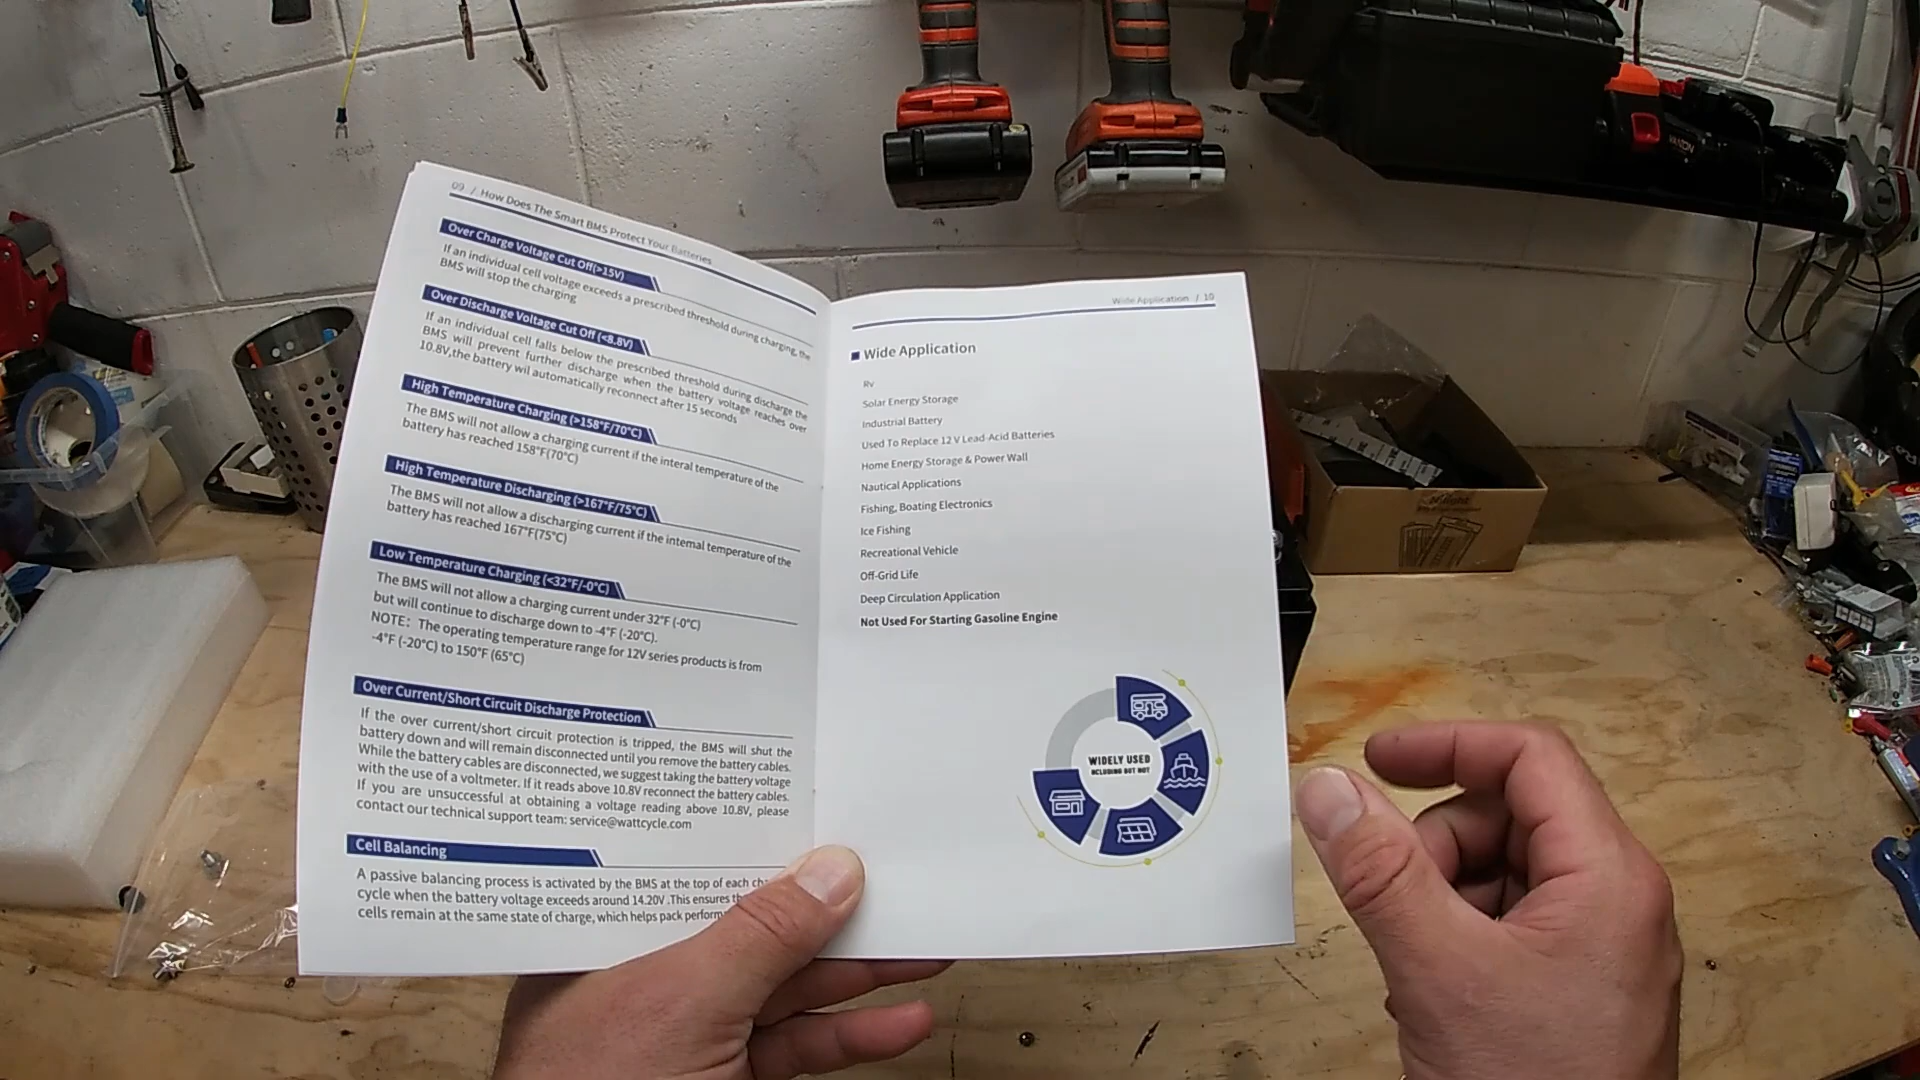 09 / How Does The Smart BMS Protect Your Batteries
Over Charge Voltage Cut Off(>15V)
If an individual cell voltage exceeds a prescribed threshold during charging, the
BMS will stop the charging
Over Discharge Voltage Cut Off (<8.8V)
If an individual cell falls below the prescribed threshold during discharge the
BMS will prevent further discharge when the battery voltage reaches over
10.8V,the battery wil automatically reconnect after 15 seconds
High Temperature Charging (>158°F/70°C)
The BMS will not allow a charging current if the interal temperature of the
battery has reached 158°F(70°C)
High Temperature Discharging (>167°F/75°C)
The BMS will not allow a discharging current if the internal temperature of the
battery has reached 167°F(75°C)
Low Temperature Charging (<32°F/-0°C)
The BMS will not allow a charging current under 32°F (-0°C)
but will continue to discharge down to -4°F (-20°C).
NOTE: The operating temperature range for 12V series products is from
-4°F (-20°C) to 150°F (65°C)
Over Current/Short Circuit Discharge Protection
If the over current/short circuit protection is tripped, the BMS will shut the
battery down and will remain disconnected until you remove the battery cables.
While the battery cables are disconnected, we suggest taking the battery voltage
with the use of a voltmeter. If it reads above 10.8V reconnect the battery cables.
If you are unsuccessful at obtaining a voltage reading above 10.8V, please
contact our technical support team: service@wattcycle.com
Cell Balancing
A passive balancing process is activated by the BMS at the top of each
cycle when the battery voltage exceeds around 14.20V .This ensures
cells remain at the same state of charge, which helps pack
Wide Application / 10
Wide Application
Rv
Solar Energy Storage
Industrial Battery
Used To Replace 12 V Lead-Acid Batteries
Home Energy Storage & Power Wall
Nautical Applications
Fishing, Boating Electronics
Ice Fishing
Recreational Vehicle
Off-Grid Life
Deep Circulation Application
Not Used For Starting Gasoline Engine
WIDELY USED
NCLUDING BUT NOT